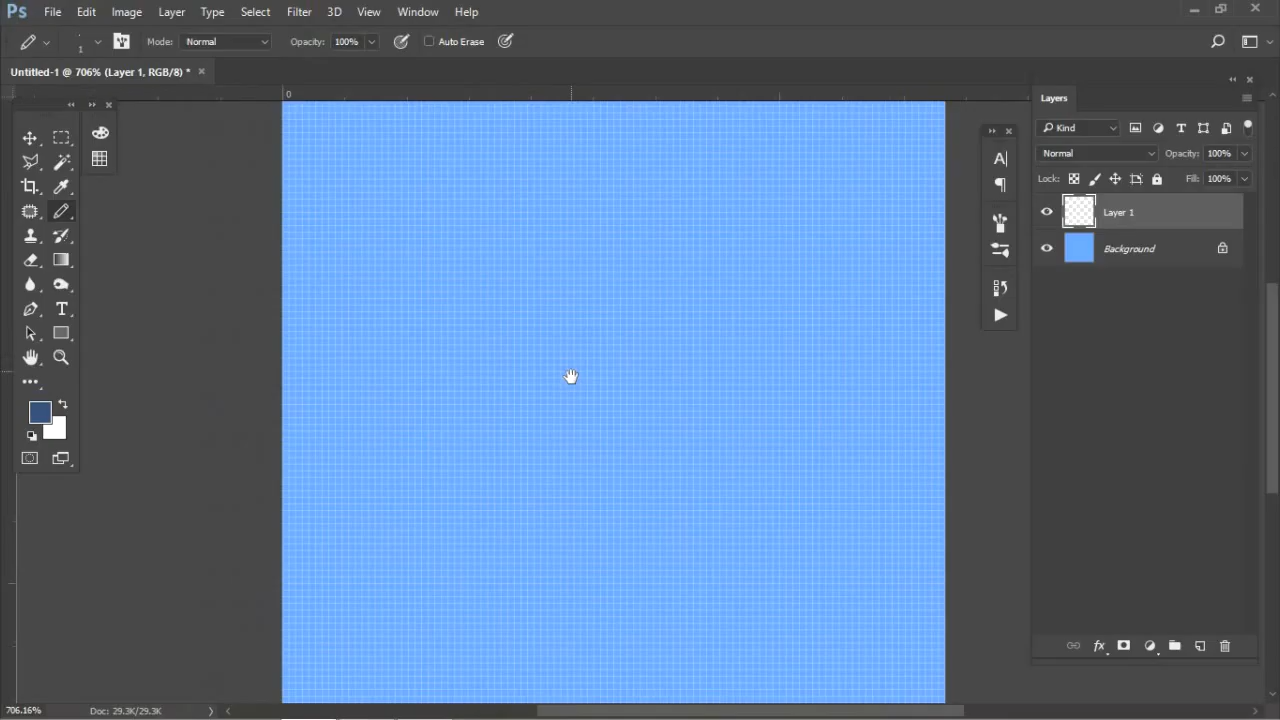 Ps File Edit Image Layer Type Select Filter 3D View Window Help
1 Mode: Normal Opacity: 100% Auto Erase
Untitled-1 @ 706% (Layer 1, RGB/8) *
0
Layers
Kind
Normal Opacity: 100%
Lock: Fill: 100%
Layer 1
Background
706.16% Doc: 29.3K/29.3K